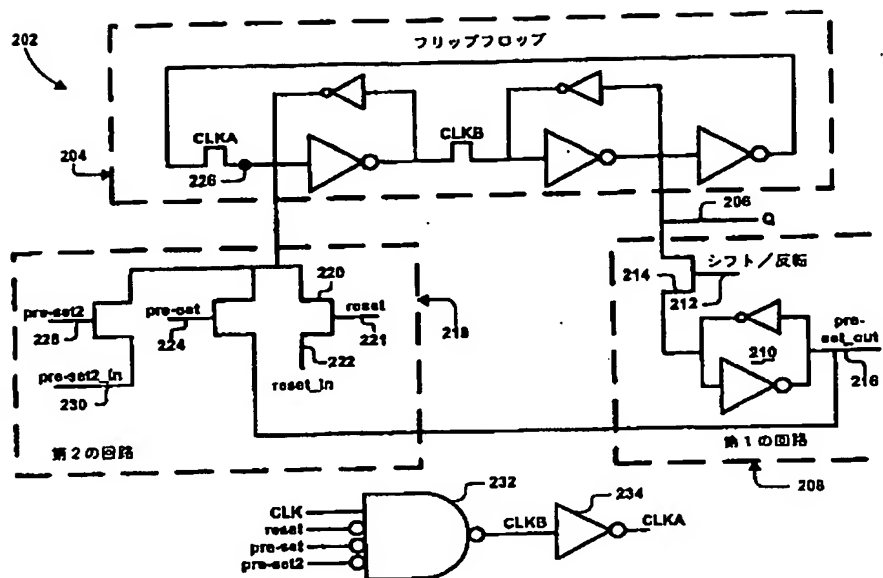 フリップフロップ
202
CLKA
CLKB
204
226
206
Q
シフト/反転
214
212
220
pre-set2
228
pre-set
224
reset
221
218
222
reset_in
pre-set2_in
230
210
pre-
set_out
216
第2の回路
第1の回路
208
232
234
CLK
reset
pre-set
pre-set2
CLKB
CLKA